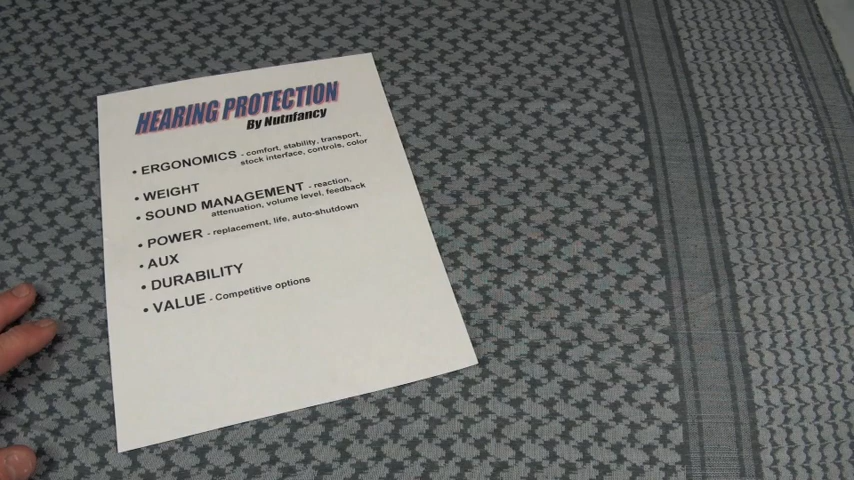 HEARING PROTECTION
By Nutnfancy
• ERGONOMICS - comfort, stability, transport,
stock interface, controls, color
• WEIGHT
• SOUND MANAGEMENT - reaction,
attenuation, volume level, feedback
• POWER - replacement, life, auto-shutdown
• AUX
• DURABILITY
• VALUE - Competitive options